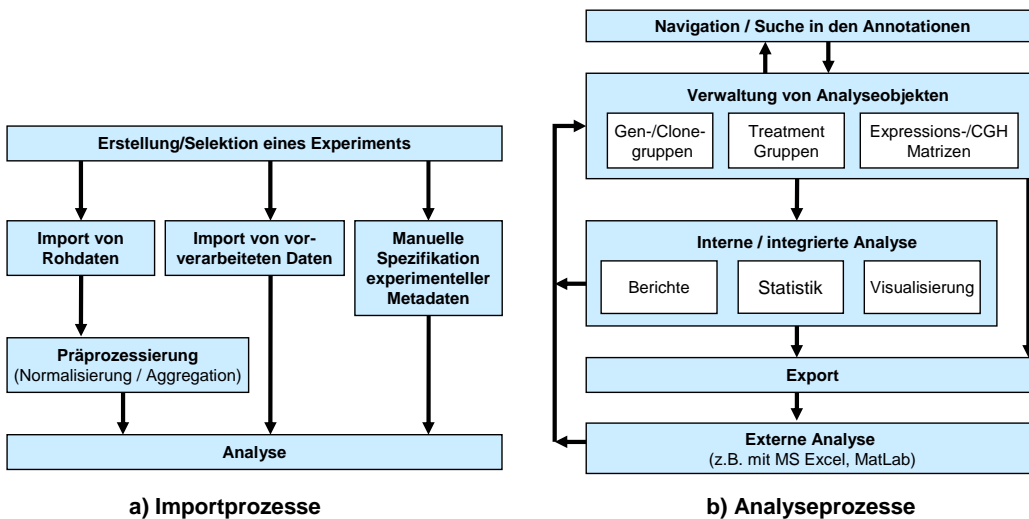 Erstellung/Selektion eines Experiments
Import von
Rohdaten
Import von vor-
verarbeiteten Daten
Manuelle
Spezifikation
experimenteller
Metadaten
Präprozessierung
(Normalisierung / Aggregation)
Analyse
a) Importprozesse
Navigation / Suche in den Annotationen
Verwaltung von Analyseobjekten
Gen-/Clone-
gruppen
Treatment
Gruppen
Expressions-/CGH
Matrizen
Interne / integrierte Analyse
Berichte
Statistik
Visualisierung
Export
Externe Analyse
(z.B. mit MS Excel, MatLab)
b) Analyseprozesse